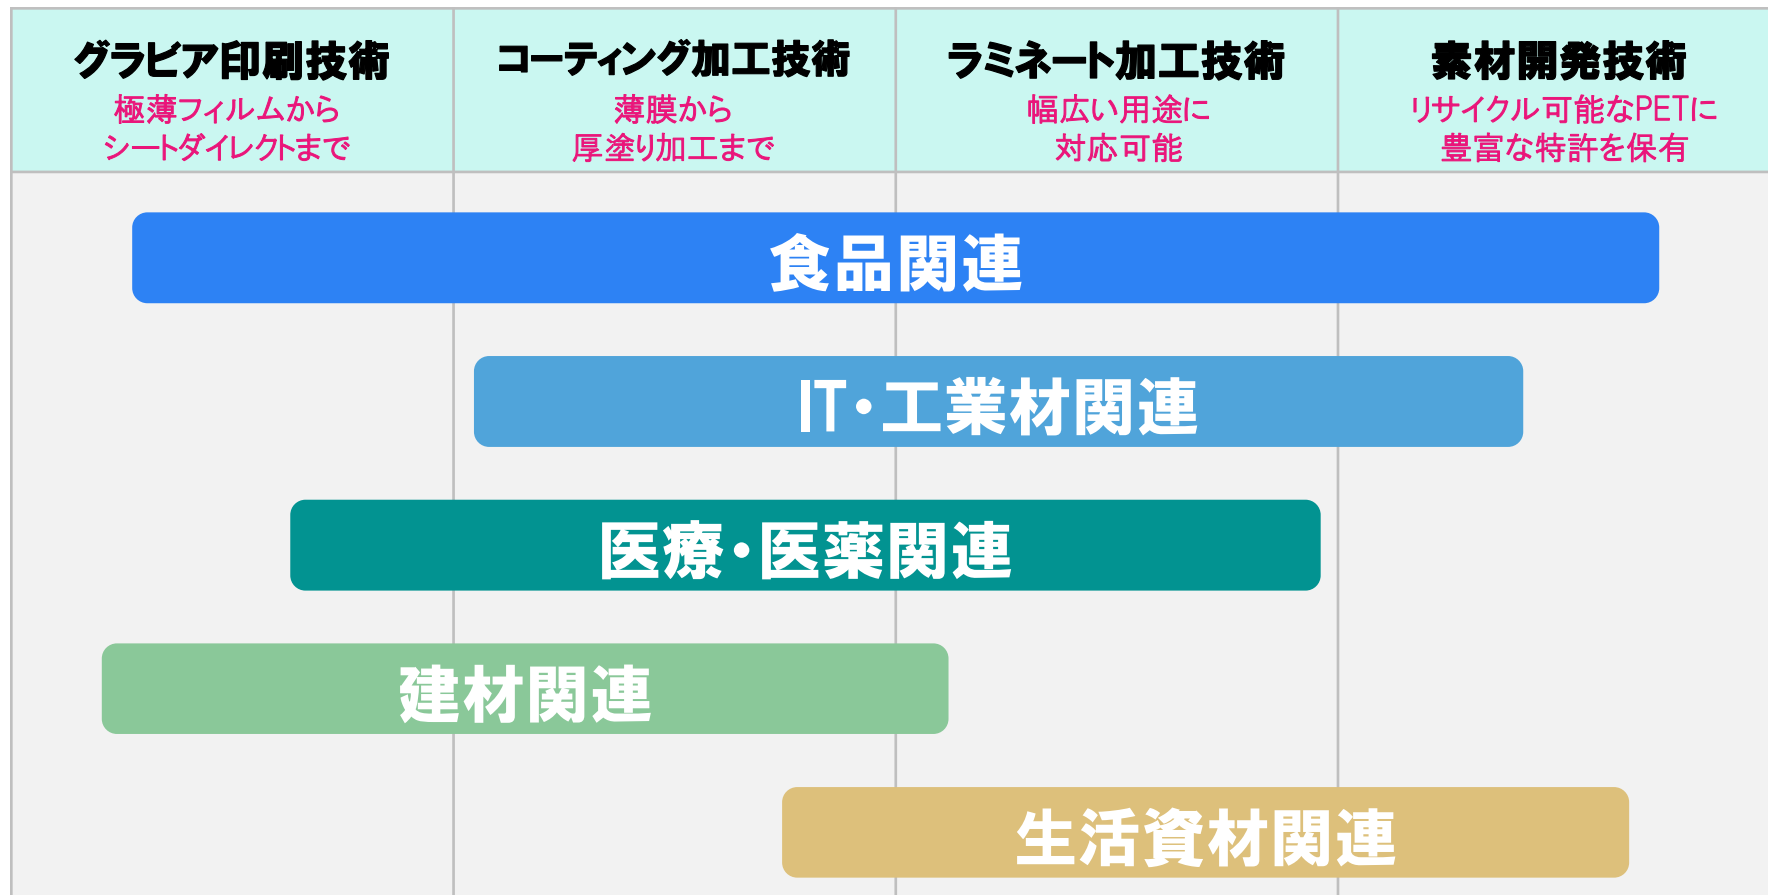 グラビア印刷技術
極薄フィルムから
シートダイレクトまで
コーティング加工技術
薄膜から
厚塗り加工まで
ラミネート加工技術
幅広い用途に
対応可能
素材開発技術
リサイクル可能なPETに
豊富な特許を保有
食品関連
IT・工業材関連
医療・医薬関連
建材関連
生活資材関連